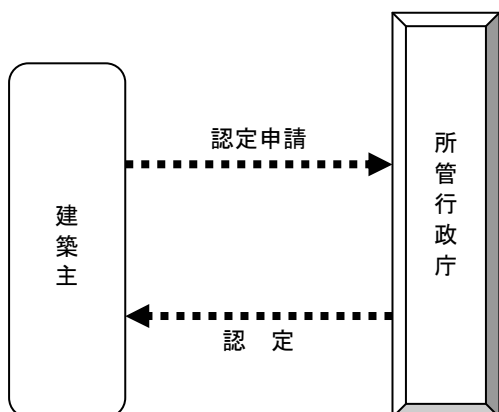 建築主
認定申請
認　定
所管行政庁